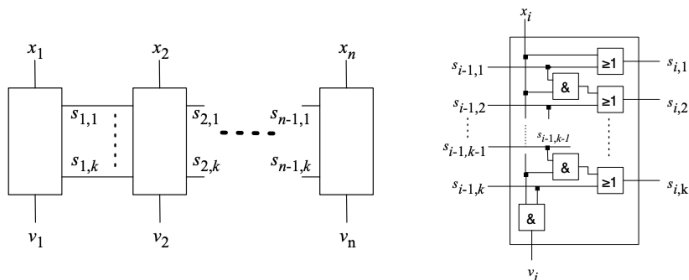 x1 x2 xn
s1,1 s2,1 sn-1,1
s1,k s2,k sn-1,k
v1 v2 vn
xi
si-1,1 ≥1 si,1
& ≥1 si,2
si-1,2
si-1,k-1
si-1,k-1 &
si-1,k ≥1 si,k
&
vi